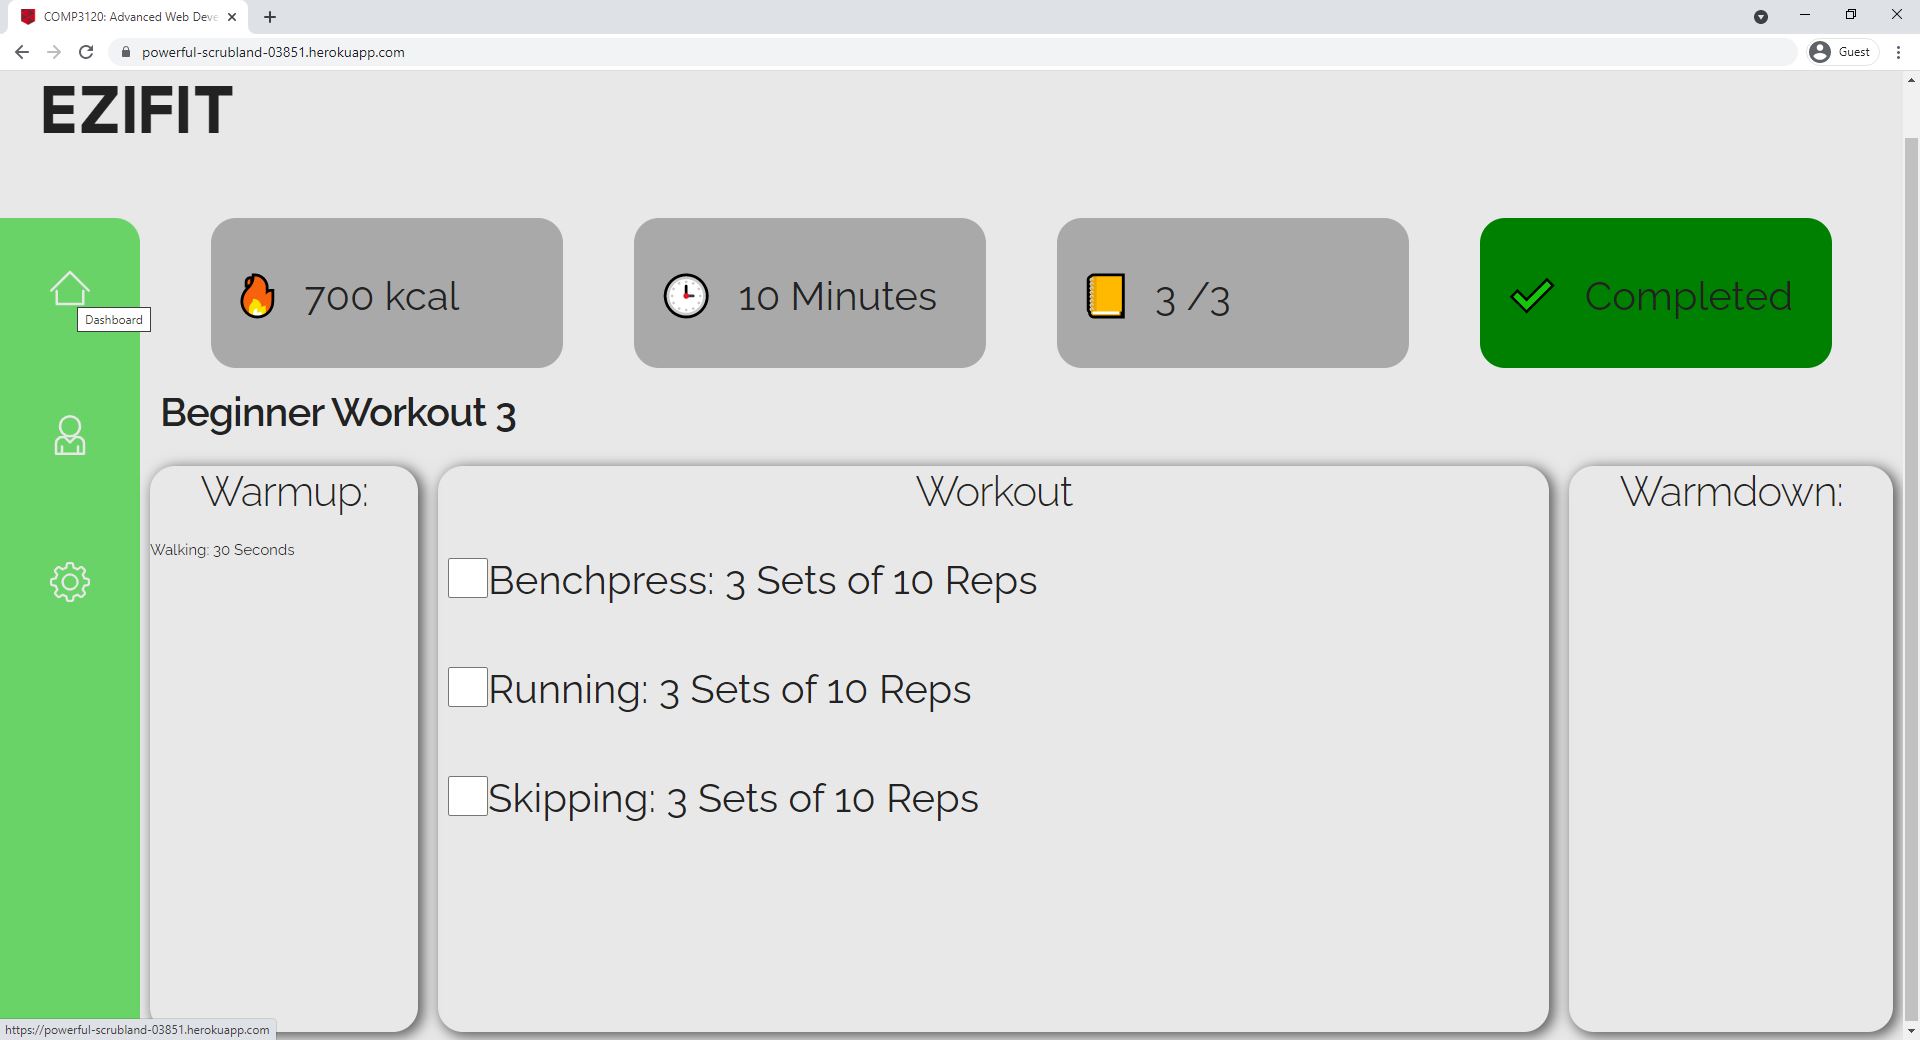 COMP3120: Advanced Web Deve
powerful-scrubland-03851.herokuapp.com
Guest
EZIFIT
Dashboard
700 kcal
10 Minutes
3 /3
Completed
Beginner Workout 3
Warmup:
Walking: 30 Seconds
Workout
Benchpress: 3 Sets of 10 Reps
Running: 3 Sets of 10 Reps
Skipping: 3 Sets of 10 Reps
Warmdown:
https://powerful-scrubland-03851.herokuapp.com